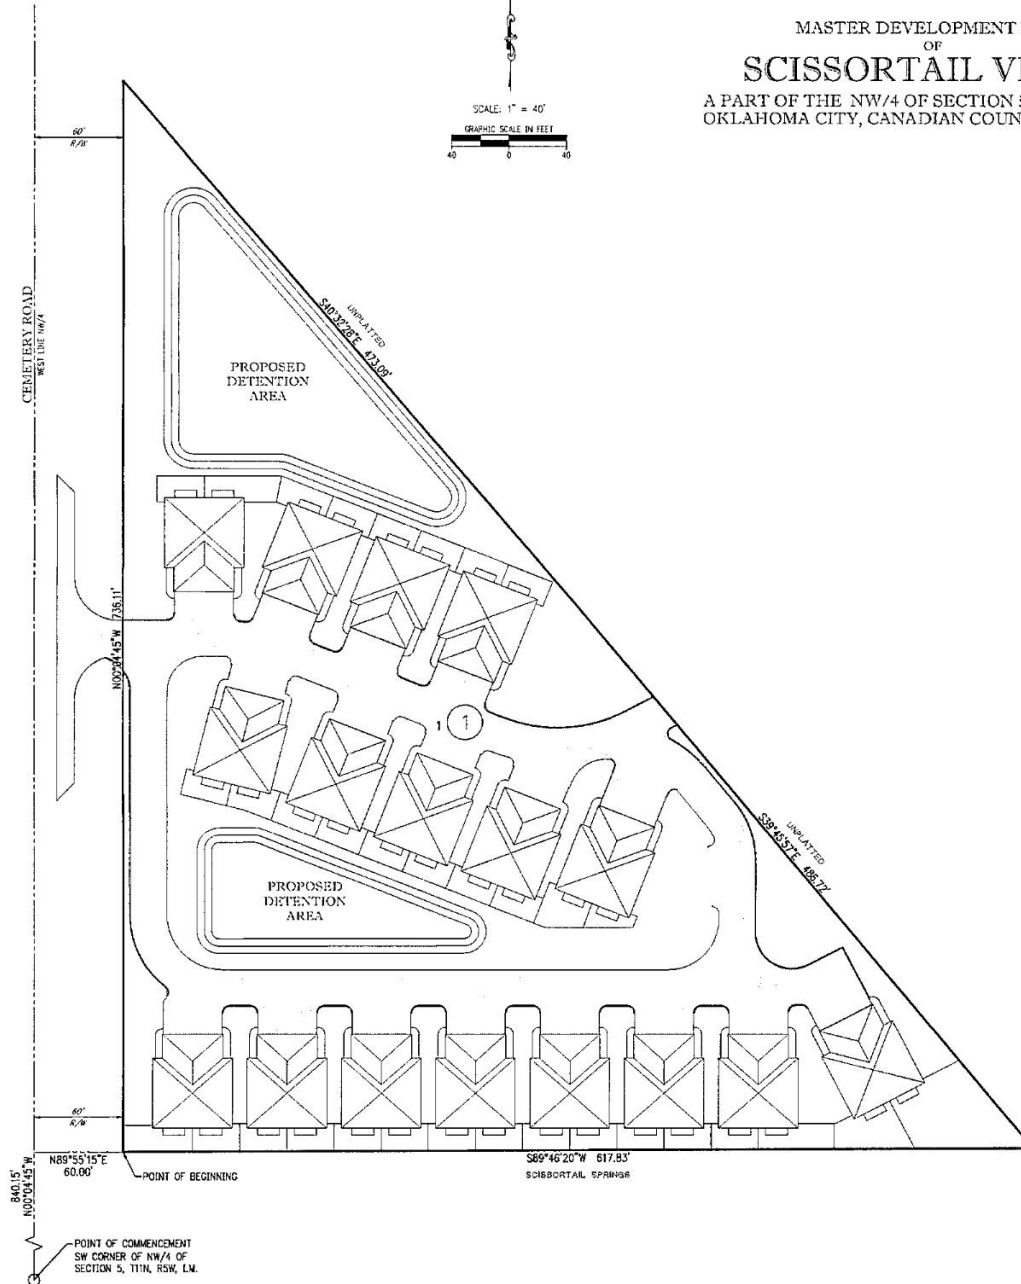 MASTER DEVELOPMENT
OF
SCISSORTAIL VI
A PART OF THE NW/4 OF SECTION 5
OKLAHOMA CITY, CANADIAN COUN
SCALE: 1" = 40'
GRAPHIC SCALE IN FEET
40 0 40
60'
R/W
CEMETERY ROAD
WEST LINE NW/4
UNPLATTED
S40°32'28"E 473.09'
PROPOSED
DETENTION
AREA
N00°04'45"W 736.11'
1 1
UNPLATTED
S39°45'57"E 486.72'
PROPOSED
DETENTION
AREA
60'
R/W
N89°55'15"E
60.00'
POINT OF BEGINNING
S89°46'20"W 617.83'
SCISSORTAIL SPRINGS
840.15'
N00°04'45"W
POINT OF COMMENCEMENT
SW CORNER OF NW/4 OF
SECTION 5, T11N, R5W, I.M.